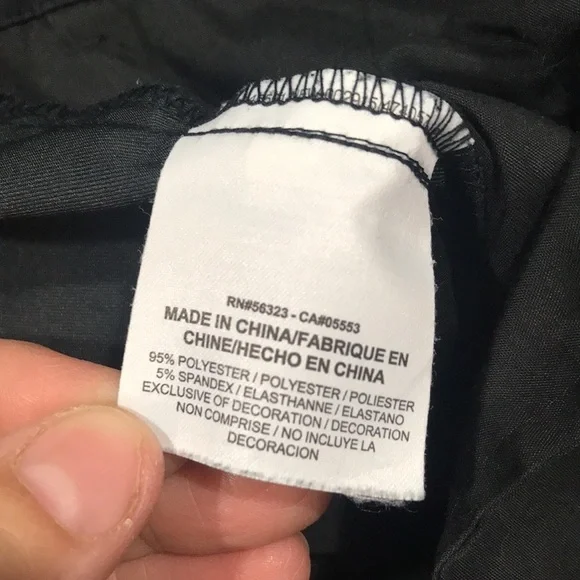 RN#56323 - CA#05553
MADE IN CHINA/FABRIQUE EN
CHINE/HECHO EN CHINA
95% POLYESTER / POLYESTER / POLIESTER
5% SPANDEX / ELASTHANNE / ELASTANO
EXCLUSIVE OF DECORATION / DECORATION
NON COMPRISE / NO INCLUYE LA
DECORACION